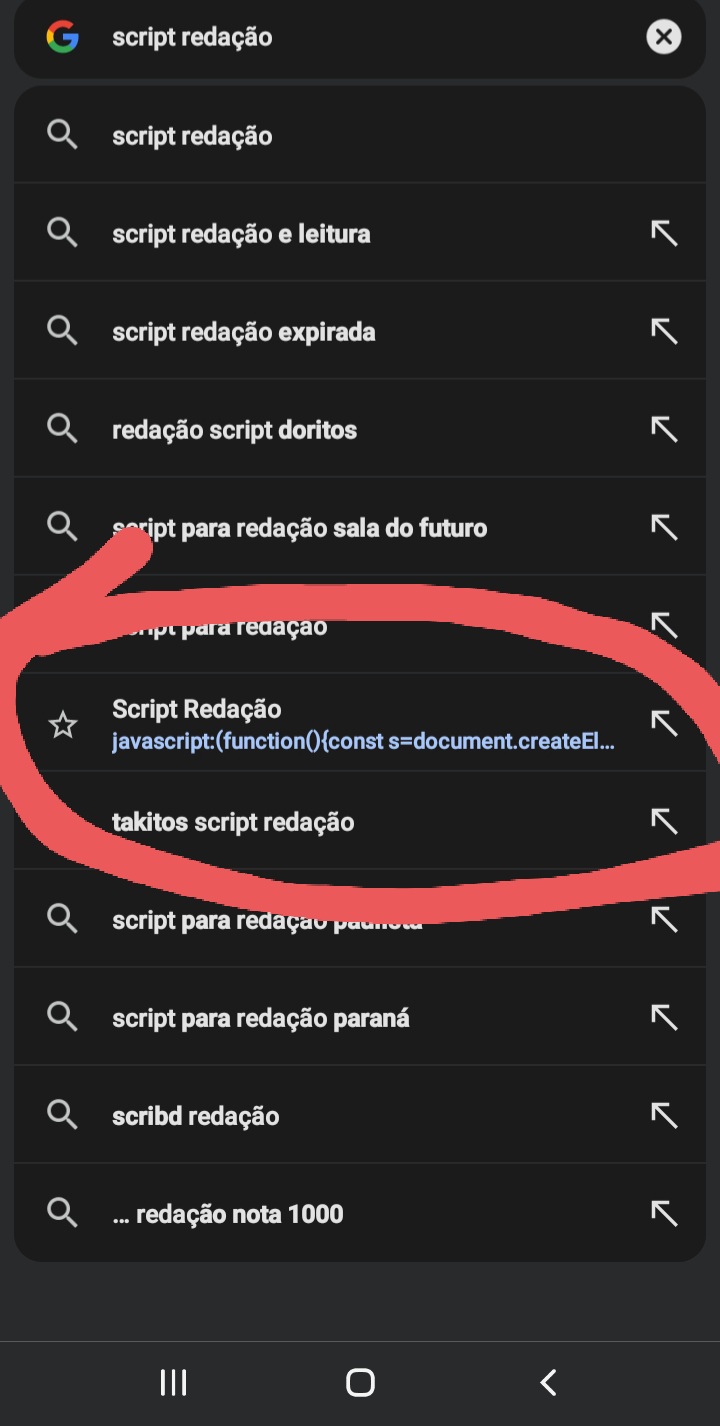 script redação
script redação
script redação e leitura
script redação expirada
redação script doritos
script para redação sala do futuro
script para redação
Script Redação
javascript:(function(){const s=document.createEl...
takitos script redação
script para redação paulista
script para redação paraná
scribd redação
... redação nota 1000